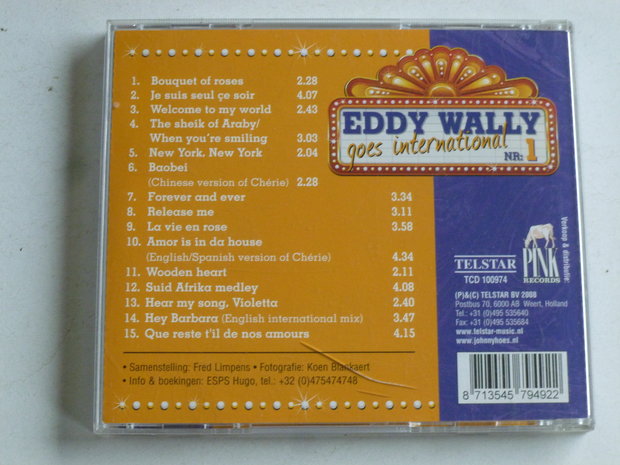 1. Bouquet of roses 2.28
2. Je suis seul çe soir 4.07
3. Welcome to my world 2.43
4. The sheik of Araby/
When you're smiling 3.03
5. New York, New York 2.04
6. Baobei
(Chinese version of Chérie) 2.28
7. Forever and ever 3.34
8. Release me 3.11
9. La vie en rose 3.58
10. Amor is in da house
(English/Spanish version of Chérie) 4.34
11. Wooden heart 2.11
12. Suid Afrika medley 4.08
13. Hear my song, Violetta 2.40
14. Hey Barbara (English international mix) 3.47
15. Que reste t'il de nos amours 4.15
• Samenstelling: Fred Limpens • Fotografie: Koen Blankaert
• Info & boekingen: ESPS Hugo, tel.: +32 (0)475474748
EDDY WALLY
goes international
NR: 1
TELSTAR
TCD 100974
PINK
RECORDS
Verkoop & distributie:
(P)&(C) TELSTAR BV 2008
Postbus 70, 6000 AB Weert, Holland
Tel.: +31 (0)495 535640
Fax: +31 (0)495 535684
www.telstar-music.nl
www.johnnyhoes.nl
8 713545 794922